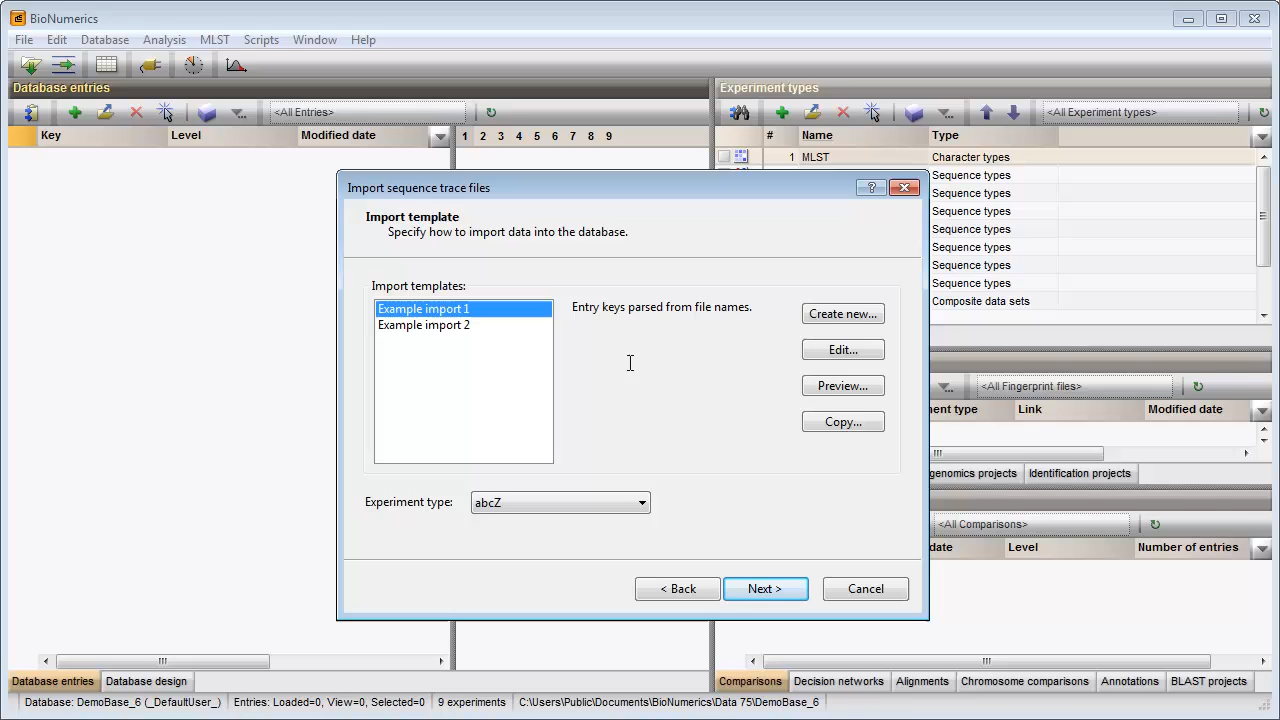 BioNumerics
File Edit Database Analysis MLST Scripts Window Help
Database entries
<All Entries>
Key Level Modified date 1 2 3 4 5 6 7 8 9
Experiment types
<All Experiment types>
# Name Type
1 MLST Character types
Sequence types
Sequence types
Sequence types
Sequence types
Sequence types
Sequence types
Sequence types
Composite data sets
Import sequence trace files
Import template
Specify how to import data into the database.
Import templates:
Example import 1
Example import 2
Entry keys parsed from file names.
Create new...
Edit...
Preview...
Copy...
Experiment type: abcZ
< Back Next > Cancel
<All Fingerprint files>
ent type Link Modified date
genomics projects Identification projects
<All Comparisons>
date Level Number of entries
Database entries Database design
Comparisons Decision networks Alignments Chromosome comparisons Annotations BLAST projects
Database: DemoBase_6 (_DefaultUser_) Entries: Loaded=0, View=0, Selected=0 9 experiments C:\Users\Public\Documents\BioNumerics\Data 75\DemoBase_6